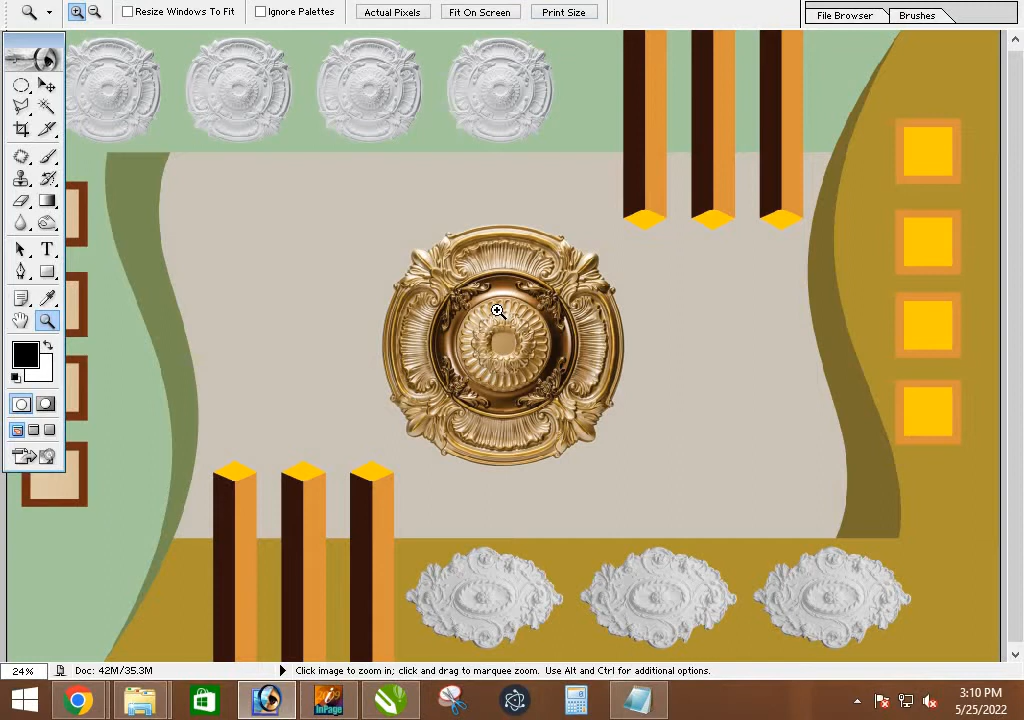 Resize Windows To Fit
Ignore Palettes
Actual Pixels
Fit On Screen
Print Size
File Browser
Brushes
T
24%
Doc: 42M/35.3M
Click image to zoom in; click and drag to marquee zoom. Use Alt and Ctrl for additional options.
InPage
3:10 PM
5/25/2022